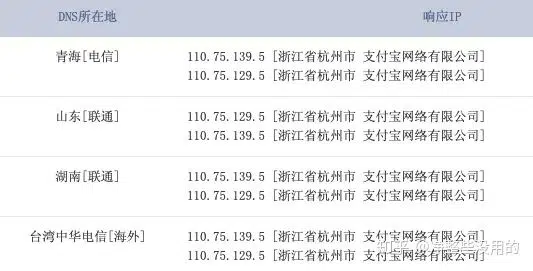 DNS所在地 响应IP
青海[电信] 110.75.139.5 [浙江省杭州市 支付宝网络有限公司]
110.75.129.5 [浙江省杭州市 支付宝网络有限公司]
山东[联通] 110.75.129.5 [浙江省杭州市 支付宝网络有限公司]
110.75.139.5 [浙江省杭州市 支付宝网络有限公司]
湖南[联通] 110.75.139.5 [浙江省杭州市 支付宝网络有限公司]
110.75.129.5 [浙江省杭州市 支付宝网络有限公司]
台湾中华电信[海外] 110.75.139.5 [浙江省杭州市 支付宝网络有限公司]
110.75.129.5 [浙江省杭州市 支付宝网络有限公司]
知乎